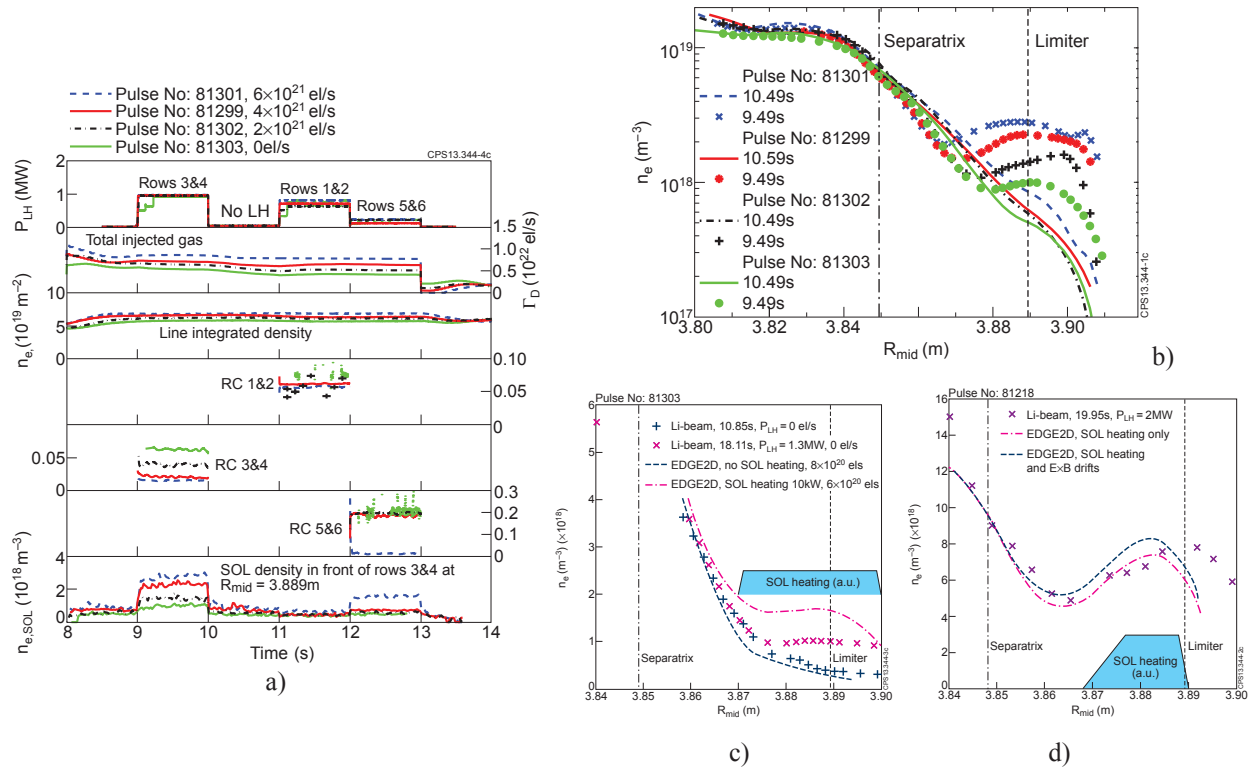 Pulse No: 81301, 6×10²¹ el/s
Pulse No: 81299, 4×10²¹ el/s
Pulse No: 81302, 2×10²¹ el/s
Pulse No: 81303, 0el/s
CPS13.344-4c
P_LH (MW)
2
1
0
Rows 3&4
No LH
Rows 1&2
Rows 5&6
Total injected gas
1.5
1.0
0.5
0
Γ_D (10²² el/s)
n_e,(10¹⁹ m⁻²)
10
5
0
Line integrated density
RC 1&2
0.10
0.05
0
0.05
RC 3&4
RC 5&6
0.3
0.2
0.1
0
n_e,SOL (10¹⁸ m⁻³)
4
2
0
SOL density in front of rows 3&4 at
R_mid = 3.889m
8 9 10 11 12 13 14
Time (s)
a)
n_e (m⁻³)
10¹⁹
10¹⁸
10¹⁷
Separatrix
Limiter
Pulse No: 81301
10.49s
9.49s
Pulse No: 81299
10.59s
9.49s
Pulse No: 81302
10.49s
9.49s
Pulse No: 81303
10.49s
9.49s
CPS13.344-1c
3.80 3.82 3.84 3.86 3.88 3.90
R_mid (m)
b)
Pulse No: 81303
Li-beam, 10.85s, P_LH = 0 el/s
Li-beam, 18.11s, P_LH = 1.3MW, 0 el/s
EDGE2D, no SOL heating, 8×10²⁰ els
EDGE2D, SOL heating 10kW, 6×10²⁰ els
n_e (m⁻³) (×10¹⁸)
6
5
4
3
2
1
0
SOL heating (a.u.)
Separatrix
Limiter
CPS13.344-3c
3.84 3.85 3.86 3.87 3.88 3.89 3.90
R_mid (m)
c)
Pulse No: 81218
Li-beam, 19.95s, P_LH = 2MW
EDGE2D, SOL heating only
EDGE2D, SOL heating
and E×B drifts
n_e (m⁻³) (×10¹⁸)
16
14
12
10
8
6
4
2
0
Separatrix
SOL heating
(a.u.)
Limiter
CPS13.344-2c
3.84 3.85 3.86 3.87 3.88 3.89 3.90
R_mid (m)
d)